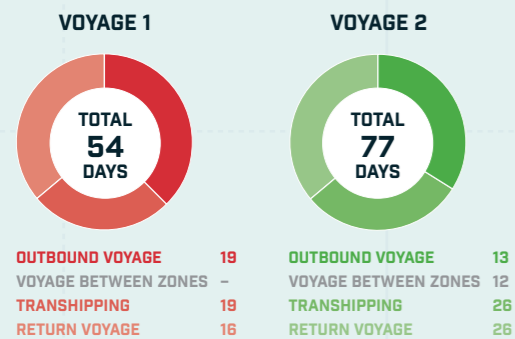 VOYAGE 1
TOTAL
54
DAYS
OUTBOUND VOYAGE 19
VOYAGE BETWEEN ZONES –
TRANSHIPPING 19
RETURN VOYAGE 16
VOYAGE 2
TOTAL
77
DAYS
OUTBOUND VOYAGE 13
VOYAGE BETWEEN ZONES 12
TRANSHIPPING 26
RETURN VOYAGE 26